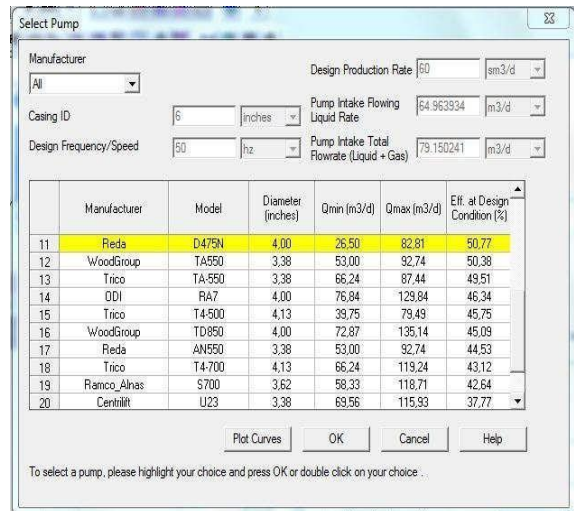 Select Pump
Manufacturer
All
Design Production Rate 60 sm3/d
Casing ID 6 inches
Pump Intake Flowing Liquid Rate 64.963934 m3/d
Design Frequency/Speed 50 hz
Pump Intake Total Flowrate (Liquid + Gas) 79.150241 m3/d
Manufacturer Model Diameter (inches) Qmin (m3/d) Qmax (m3/d) Eff. at Design Condition (%)
11 Reda D475N 4,00 26,50 82,81 50,77
12 WoodGroup TA550 3,38 53,00 92,74 50,38
13 Trico TA-550 3,38 66,24 87,44 49,51
14 ODI RA7 4,00 76,84 129,84 46,34
15 Trico T4-500 4,13 39,75 79,49 45,75
16 WoodGroup TD850 4,00 72,87 135,14 45,09
17 Reda AN550 3,38 53,00 92,74 44,53
18 Trico T4-700 4,13 66,24 119,24 43,12
19 Ramco_Alnas S700 3,62 58,33 118,71 42,64
20 Centrilift U23 3,38 69,56 115,93 37,77
Plot Curves OK Cancel Help
To select a pump, please highlight your choice and press OK or double click on your choice .